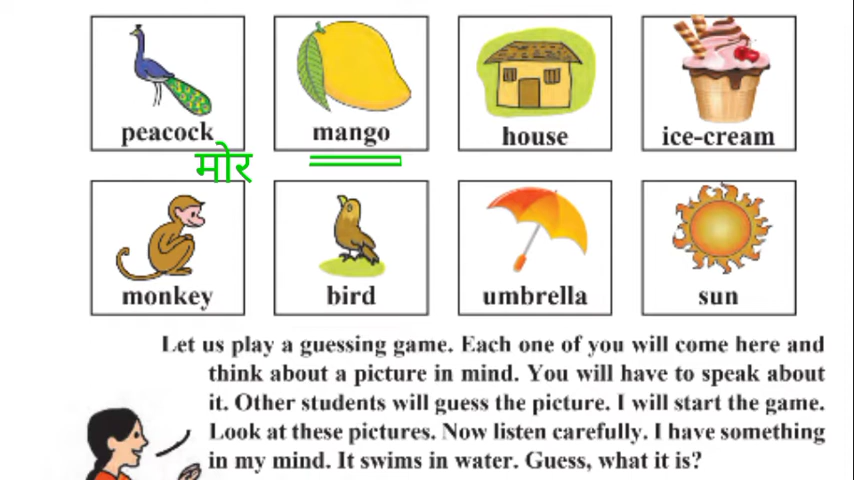 peacock mango house ice-cream
मोर
monkey bird umbrella sun
Let us play a guessing game. Each one of you will come here and
think about a picture in mind. You will have to speak about
it. Other students will guess the picture. I will start the game.
Look at these pictures. Now listen carefully. I have something
in my mind. It swims in water. Guess, what it is?